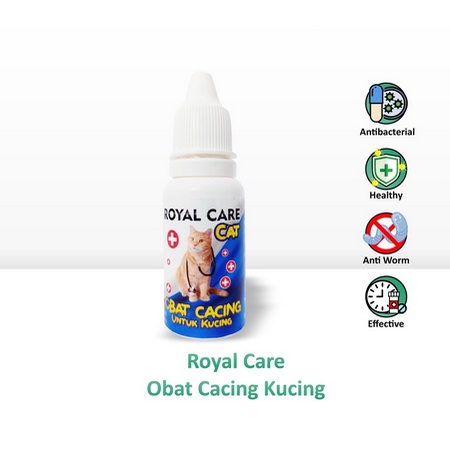 ROYAL CARE
CAT
OBAT CACING
UNTUK KUCING
Antibacterial
Healthy
Anti Worm
Effective
Royal Care
Obat Cacing Kucing